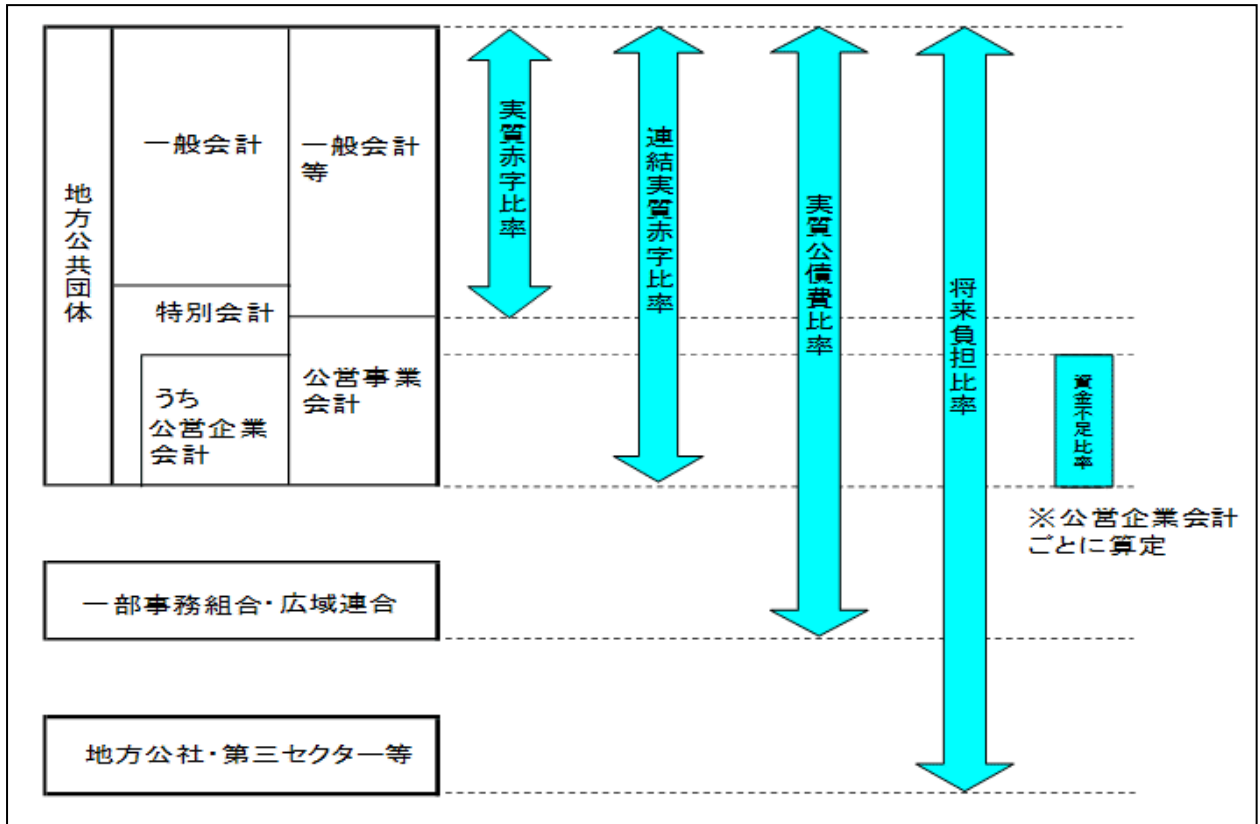 地方公共団体
一般会計
一般会計
等
特別会計
うち
公営企業
会計
公営事業
会計
実質赤字比率
連結実質赤字比率
実質公債費比率
将来負担比率
資金不足比率
※公営企業会計
ごとに算定
一部事務組合・広域連合
地方公社・第三セクター等